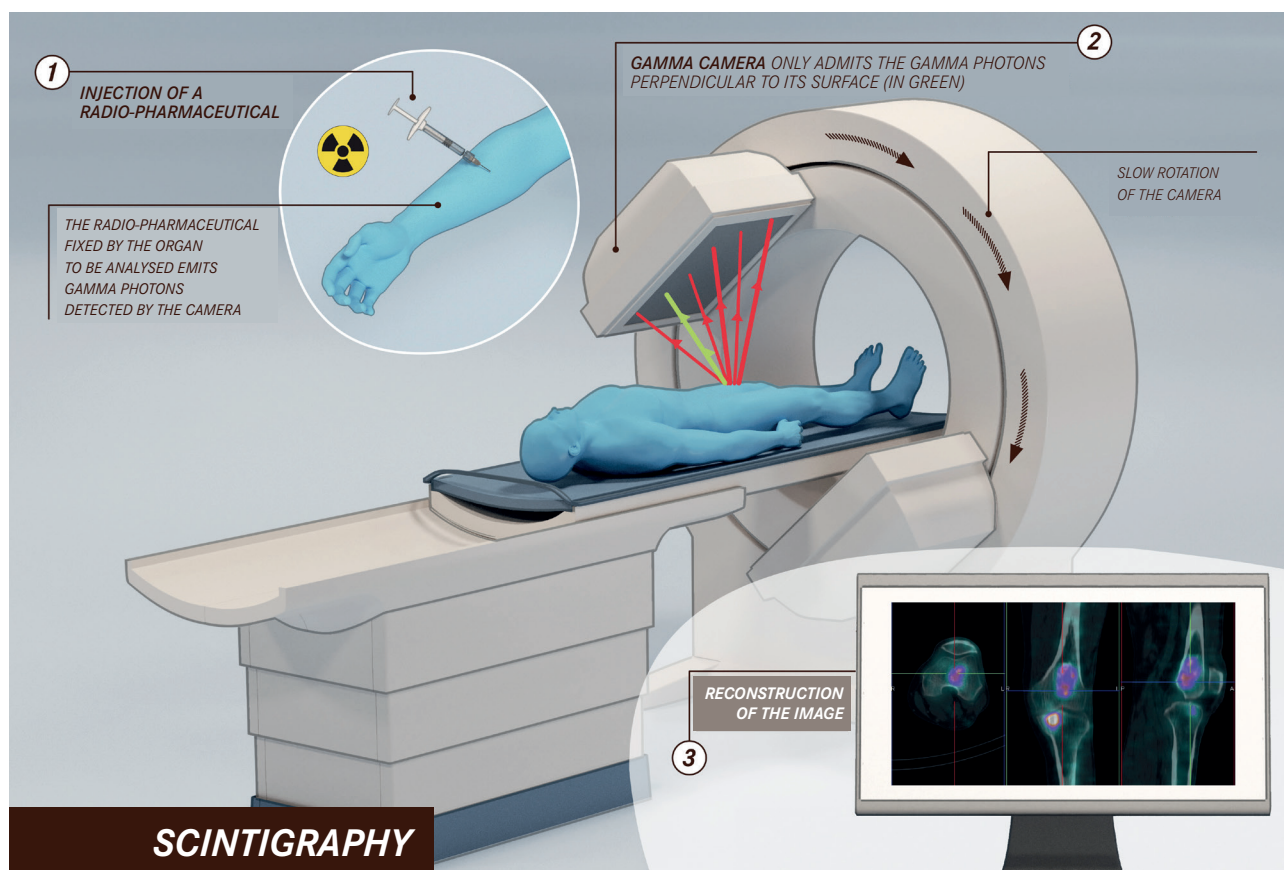 1
INJECTION OF A
RADIO-PHARMACEUTICAL
THE RADIO-PHARMACEUTICAL
FIXED BY THE ORGAN
TO BE ANALYSED EMITS
GAMMA PHOTONS
DETECTED BY THE CAMERA
2
GAMMA CAMERA ONLY ADMITS THE GAMMA PHOTONS
PERPENDICULAR TO ITS SURFACE (IN GREEN)
SLOW ROTATION
OF THE CAMERA
RECONSTRUCTION
OF THE IMAGE
3
SCINTIGRAPHY